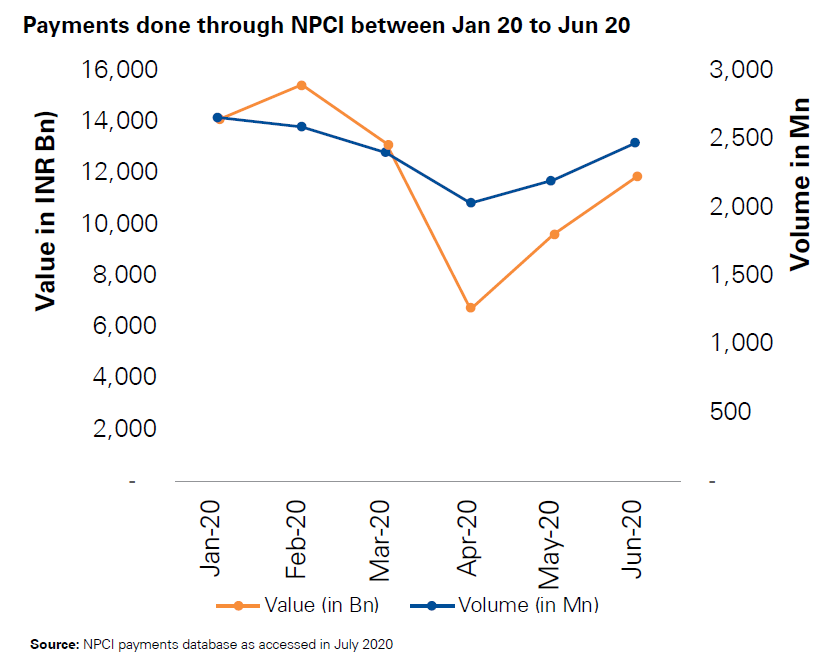 Payments done through NPCI between Jan 20 to Jun 20
16,000
14,000
12,000
10,000
8,000
6,000
4,000
2,000
-
Value in INR Bn)
3,000
2,500
2,000
1,500
1,000
500
-
Volume in Mn
Jan-20
Feb-20
Mar-20
Apr-20
May-20
Jun-20
Value (in Bn)
Volume (in Mn)
Source: NPCI payments database as accessed in July 2020